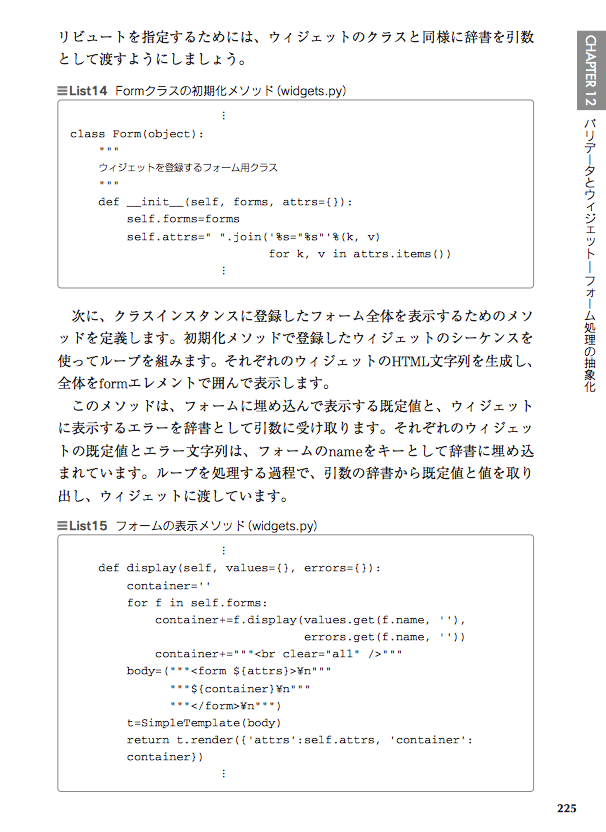 リビュートを指定するためには、ウィジェットのクラスと同様に辞書を引数
として渡すようにしましょう。
List14 Formクラスの初期化メソッド(widgets.py)
⋮
class Form(object):
    """
    ウィジェットを登録するフォーム用クラス
    """
    def __init__(self, forms, attrs={}):
        self.forms=forms
        self.attrs=" ".join('%s="%s"'%(k, v)
                            for k, v in attrs.items())
⋮
次に、クラスインスタンスに登録したフォーム全体を表示するためのメソ
ッドを定義します。初期化メソッドで登録したウィジェットのシーケンスを
使ってループを組みます。それぞれのウィジェットのHTML文字列を生成し、
全体をformエレメントで囲んで表示します。
このメソッドは、フォームに埋め込んで表示する既定値と、ウィジェット
に表示するエラーを辞書として引数に受け取ります。それぞれのウィジェッ
トの既定値とエラー文字列は、フォームのnameをキーとして辞書に埋め込
まれています。ループを処理する過程で、引数の辞書から既定値と値を取り
出し、ウィジェットに渡しています。
List15 フォームの表示メソッド(widgets.py)
⋮
    def display(self, values={}, errors={}):
        container=''
        for f in self.forms:
            container+=f.display(values.get(f.name, ''),
                                 errors.get(f.name, ''))
            container+="""<br clear="all" />"""
        body=("""<form ${attrs}>¥n"""
              """${container}¥n"""
              """</form>¥n""")
        t=SimpleTemplate(body)
        return t.render({'attrs':self.attrs, 'container':
        container})
⋮
CHAPTER 12
バリデータとウィジェット―フォーム処理の抽象化
225